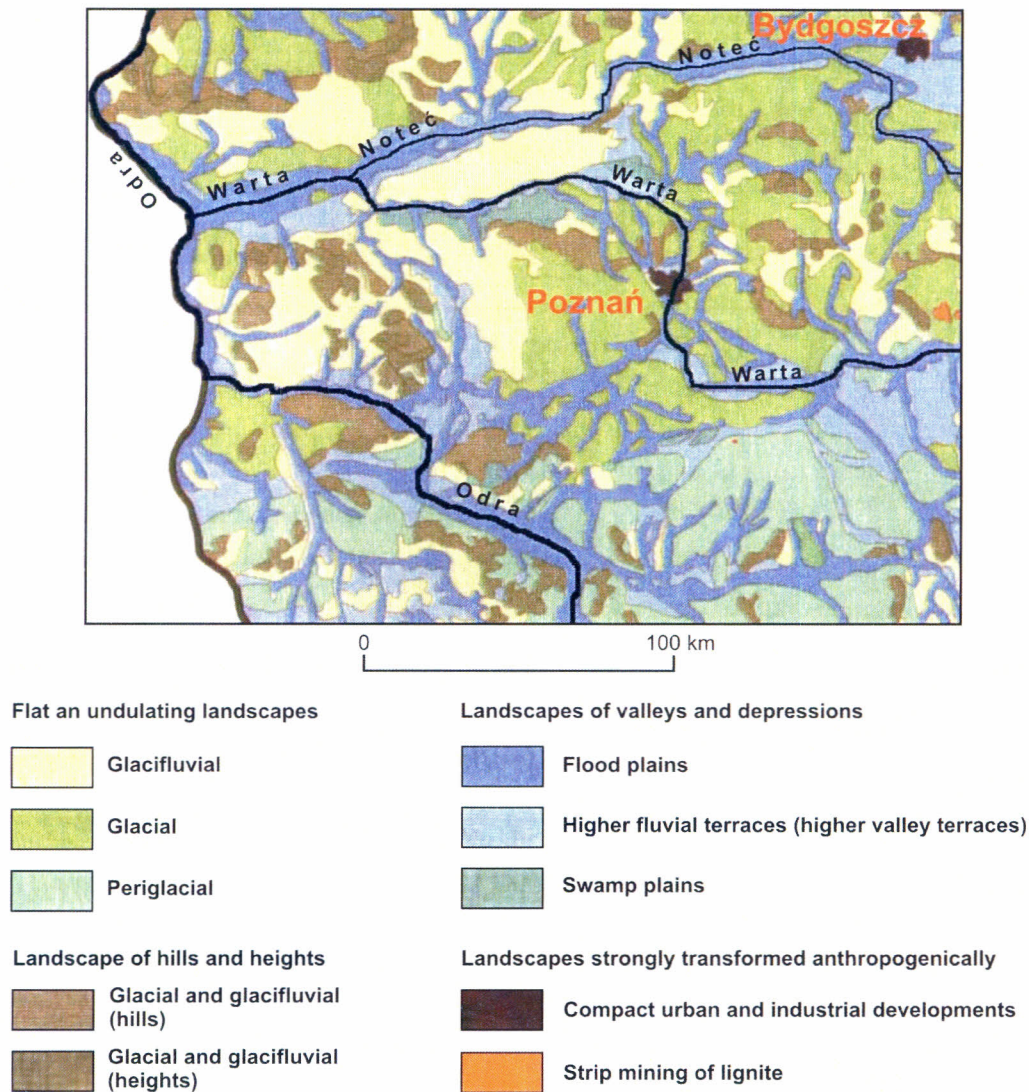 Bydgoszcz
Noteć
Noteć
Odra
Warta
Warta
Poznań
Warta
Odra
0 100 km
Flat an undulating landscapes
Glacifluvial
Glacial
Periglacial
Landscape of hills and heights
Glacial and glacifluvial
(hills)
Glacial and glacifluvial
(heights)
Landscapes of valleys and depressions
Flood plains
Higher fluvial terraces (higher valley terraces)
Swamp plains
Landscapes strongly transformed anthropogenically
Compact urban and industrial developments
Strip mining of lignite